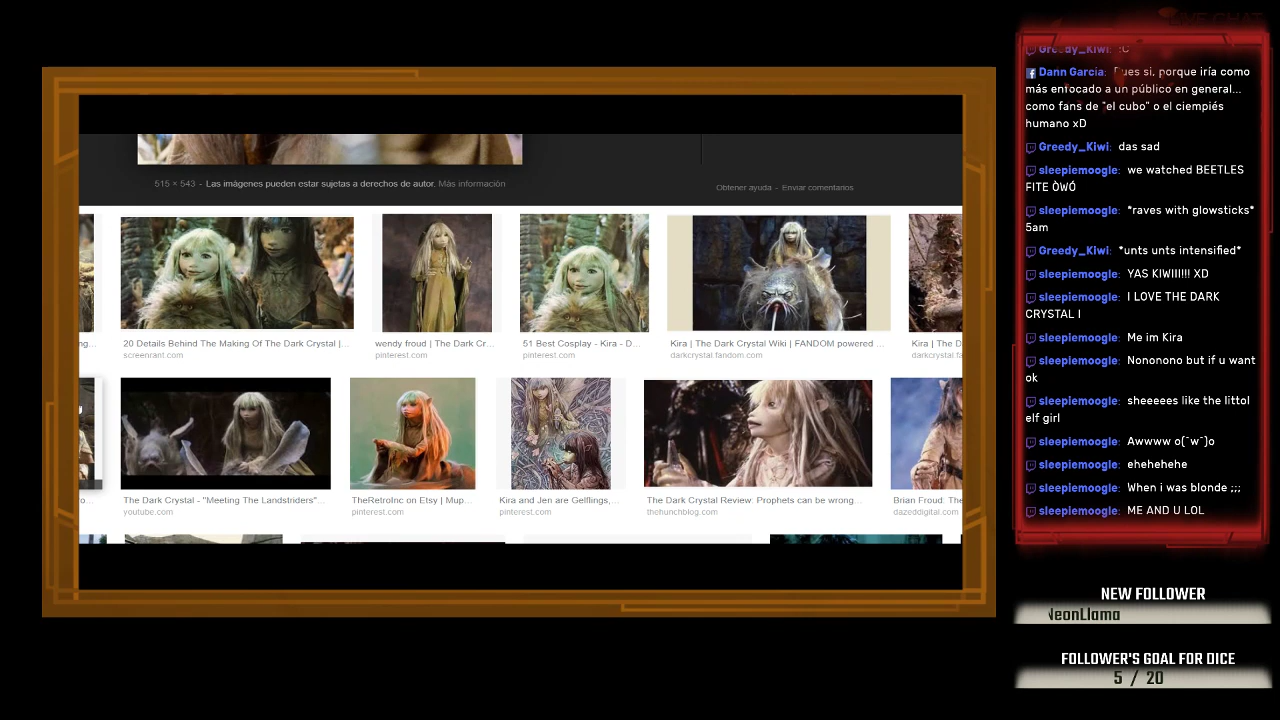 LIVE CHAT
Greedy_Kiwi: :C
Dann García: Pues si, porque iría como
más enfocado a un público en general...
como fans de "el cubo" o el ciempiés
humano xD
Greedy_Kiwi: das sad
sleepiemoogle: we watched BEETLES
FITE ÒWÓ
sleepiemoogle: *raves with glowsticks*
5am
Greedy_Kiwi: *unts unts intensified*
sleepiemoogle: YAS KIWIII!!! XD
sleepiemoogle: I LOVE THE DARK
CRYSTAL I
sleepiemoogle: Me im Kira
sleepiemoogle: Nonononо but if u want
ok
sleepiemoogle: sheeeees like the littol
elf girl
sleepiemoogle: Awwww o(˘w˘)o
sleepiemoogle: ehehehehe
sleepiemoogle: When i was blonde ;;;
sleepiemoogle: ME AND U LOL
515 × 543 - Las imágenes pueden estar sujetas a derechos de autor. Más información
Obtener ayuda - Enviar comentarios
20 Details Behind The Making Of The Dark Crystal |...
screenrant.com
wendy froud | The Dark Cr...
pinterest.com
51 Best Cosplay - Kira - D...
pinterest.com
Kira | The Dark Crystal Wiki | FANDOM powered ...
darkcrystal.fandom.com
Kira | The D
darkcrystal.fa
The Dark Crystal - "Meeting The Landstriders"...
youtube.com
TheRetroInc on Etsy | Mup...
pinterest.com
Kira and Jen are Gelflings,...
pinterest.com
The Dark Crystal Review: Prophets can be wrong...
thehunchblog.com
Brian Froud: The
dazeddigital.com
NEW FOLLOWER
NeonLlama
FOLLOWER'S GOAL FOR DICE
5 / 20